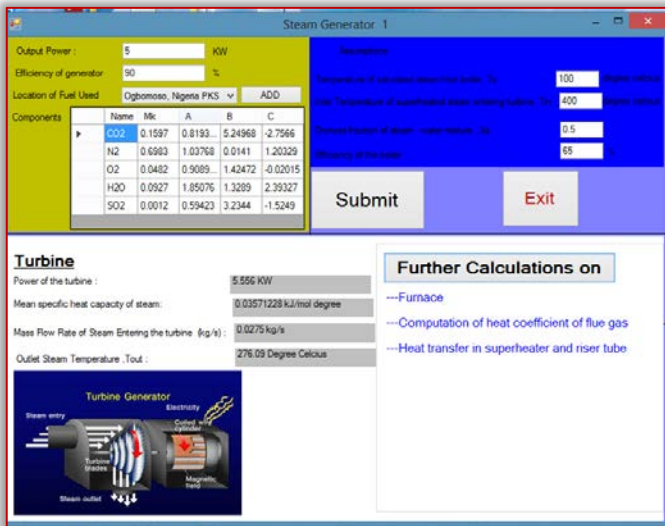 Steam Generator 1
Output Power :
5
KW
Efficiency of generator
90
%
Location of Fuel Used
Ogbomoso, Nigeria PKS
ADD
Components
Name Mk A B C
CO2 0.1597 0.8193... 5.24968 -2.7566
N2 0.6983 1.03768 0.0141 1.20329
O2 0.0482 0.9089... 1.42472 -0.02015
H2O 0.0927 1.85076 1.3289 2.39327
SO2 0.0012 0.59423 3.2344 -1.5249
100
400
0.5
65
Submit
Exit
Turbine
Power of the turbine :
5.556 KW
Mean specific heat capacity of steam:
0.03571228 kJ/mol degree
Mass Flow Rate of Steam Entering the turbine (kg/s) :
0.0275 kg/s
Outlet Steam Temperature ,Tout :
276.09 Degree Celcius
Further Calculations on
---Furnace
---Computation of heat coefficient of flue gas
---Heat transfer in superheater and riser tube
Turbine Generator
Steam entry
Electricity
Coiled wire
cylinder
Turbine
blades
Magnetic
field
Steam outlet